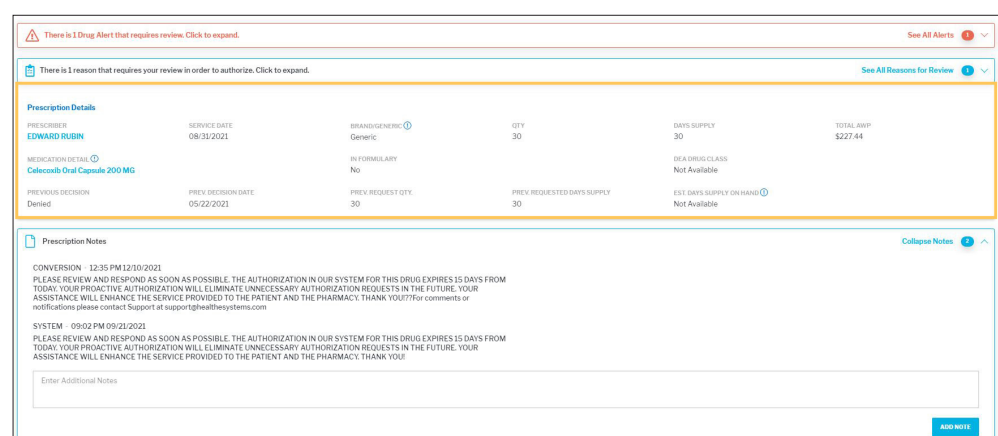 There is 1 Drug Alert that requires review. Click to expand. See All Alerts 1
There is 1 reason that requires your review in order to authorize. Click to expand. See All Reasons for Review 1
Prescription Details
PRESCRIBER SERVICE DATE BRAND/GENERIC QTY DAYS SUPPLY TOTAL AWP
EDWARD RUBIN 08/31/2021 Generic 30 30 $227.44
MEDICATION DETAIL IN FORMULARY DEA DRUG CLASS
Celecoxib Oral Capsule 200 MG No Not Available
PREVIOUS DECISION PREV. DECISION DATE PREV. REQUEST QTY. PREV. REQUESTED DAYS SUPPLY EST. DAYS SUPPLY ON HAND
Denied 05/22/2021 30 30 Not Available
Prescription Notes Collapse Notes 2
CONVERSION · 12:35 PM 12/10/2021
PLEASE REVIEW AND RESPOND AS SOON AS POSSIBLE. THE AUTHORIZATION IN OUR SYSTEM FOR THIS DRUG EXPIRES 15 DAYS FROM
TODAY. YOUR PROACTIVE AUTHORIZATION WILL ELIMINATE UNNECESSARY AUTHORIZATION REQUESTS IN THE FUTURE. YOUR
ASSISTANCE WILL ENHANCE THE SERVICE PROVIDED TO THE PATIENT AND THE PHARMACY. THANK YOU!??For comments or
notifications please contact Support at support@healthesystems.com
SYSTEM · 09:02 PM 09/21/2021
PLEASE REVIEW AND RESPOND AS SOON AS POSSIBLE. THE AUTHORIZATION IN OUR SYSTEM FOR THIS DRUG EXPIRES 15 DAYS FROM
TODAY. YOUR PROACTIVE AUTHORIZATION WILL ELIMINATE UNNECESSARY AUTHORIZATION REQUESTS IN THE FUTURE. YOUR
ASSISTANCE WILL ENHANCE THE SERVICE PROVIDED TO THE PATIENT AND THE PHARMACY. THANK YOU!
Enter Additional Notes
ADD NOTE